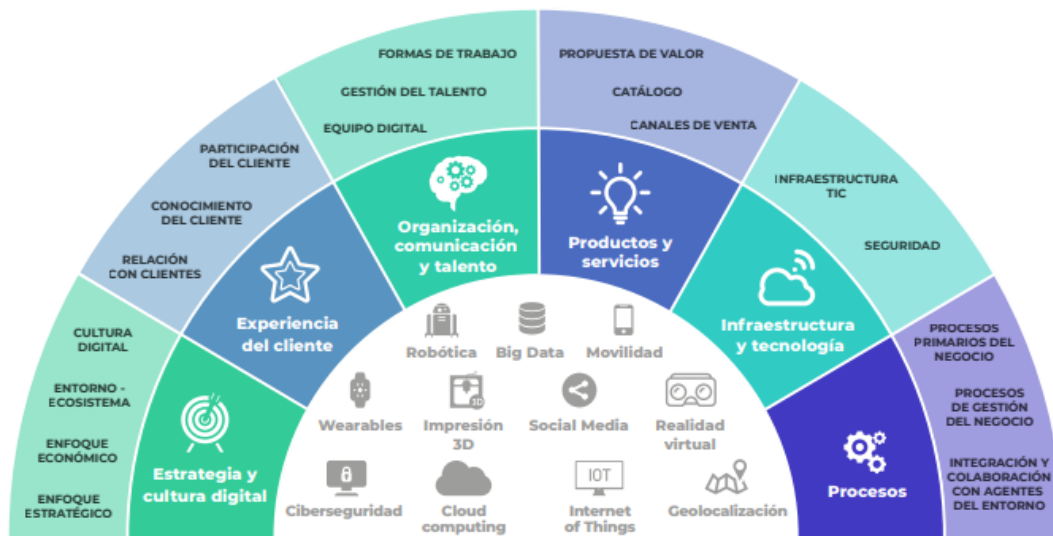 FORMAS DE TRABAJO
GESTIÓN DEL TALENTO
EQUIPO DIGITAL
PROPUESTA DE VALOR
CATÁLOGO
CANALES DE VENTA
PARTICIPACIÓN
DEL CLIENTE
CONOCIMIENTO
DEL CLIENTE
RELACIÓN
CON CLIENTES
INFRAESTRUCTURA
TIC
SEGURIDAD
CULTURA
DIGITAL
ENTORNO -
ECOSISTEMA
ENFOQUE
ECONÓMICO
ENFOQUE
ESTRATÉGICO
PROCESOS
PRIMARIOS DEL
NEGOCIO
PROCESOS
DE GESTIÓN
DEL NEGOCIO
INTEGRACIÓN Y
COLABORACIÓN
CON AGENTES
DEL ENTORNO
Estrategia y
cultura digital
Experiencia
del cliente
Organización,
comunicación
y talento
Productos y
servicios
Infraestructura
y tecnología
Procesos
Robótica
Big Data
Movilidad
Wearables
3D
Impresión
3D
Social Media
Realidad
virtual
Ciberseguridad
Cloud
computing
IOT
Internet
of Things
Geolocalización